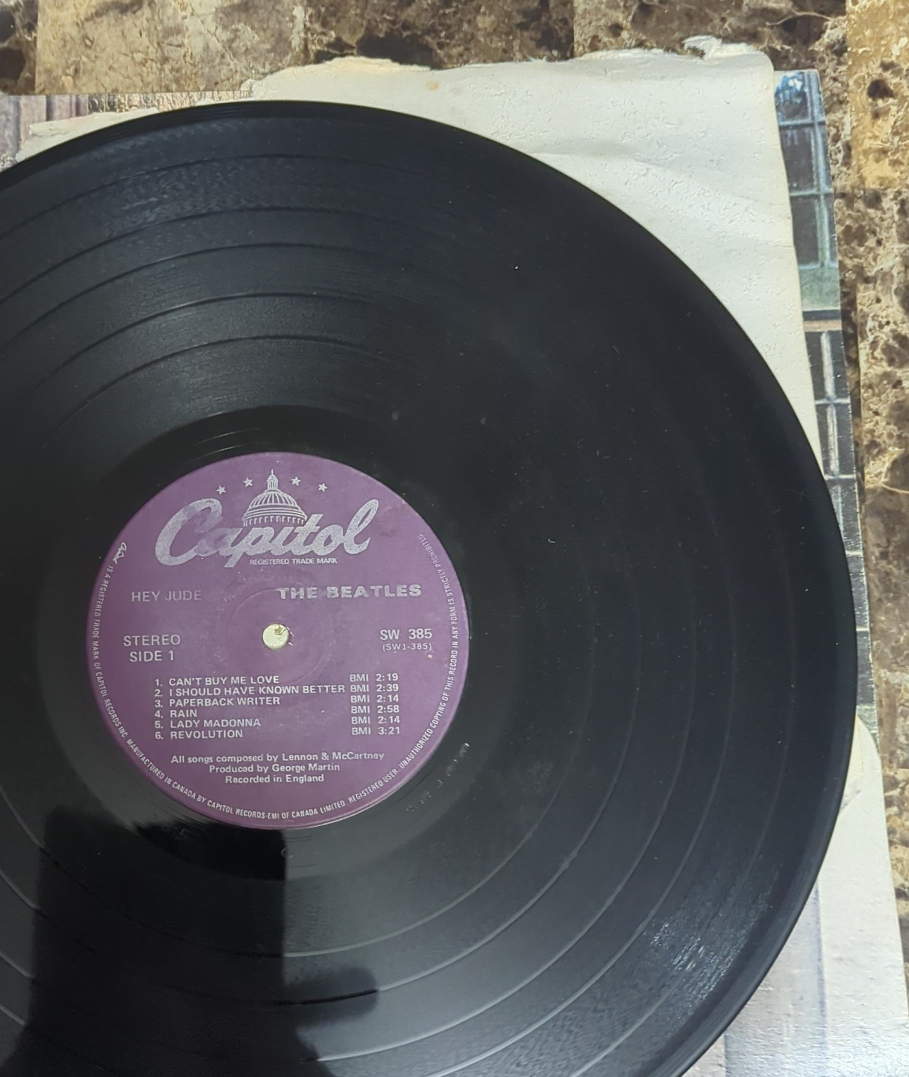 Capitol
REGISTERED TRADE MARK
HEY JUDE THE BEATLES
STEREO SW 385
SIDE 1 (SW1-385)
1. CAN'T BUY ME LOVE BMI 2:19
2. I SHOULD HAVE KNOWN BETTER BMI 2:39
3. PAPERBACK WRITER BMI 2:14
4. RAIN BMI 2:58
5. LADY MADONNA BMI 2:14
6. REVOLUTION BMI 3:21
All songs composed by Lennon & McCartney
Produced by George Martin
Recorded in England
IS A REGISTERED TRADE MARK OF CAPITOL RECORDS INC. MANUFACTURED IN CANADA BY CAPITOL RECORDS-EMI OF CANADA LIMITED. REGISTERED USER. UNAUTHORIZED COPYING OF THIS RECORD IN ANY FORM IS STRICTLY PROHIBITED